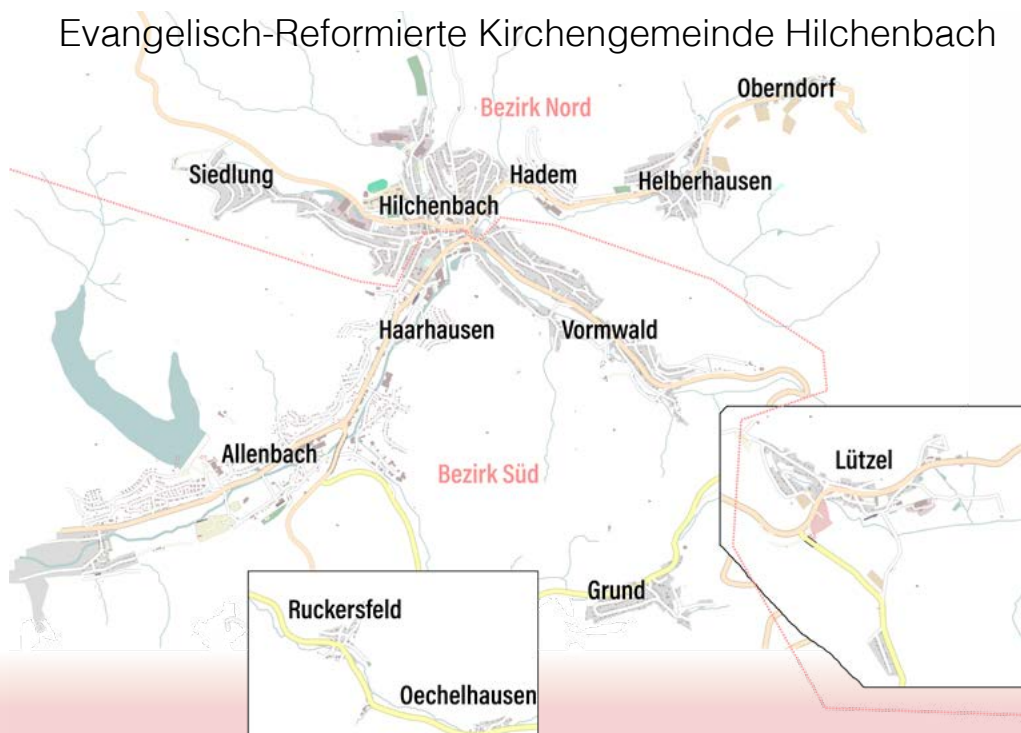 Evangelisch-Reformierte Kirchengemeinde Hilchenbach
Oberndorf
Bezirk Nord
Siedlung
Hadem
Helberhausen
Hilchenbach
Haarhausen
Vormwald
Allenbach
Bezirk Süd
Lützel
Grund
Ruckersfeld
Oechelhausen